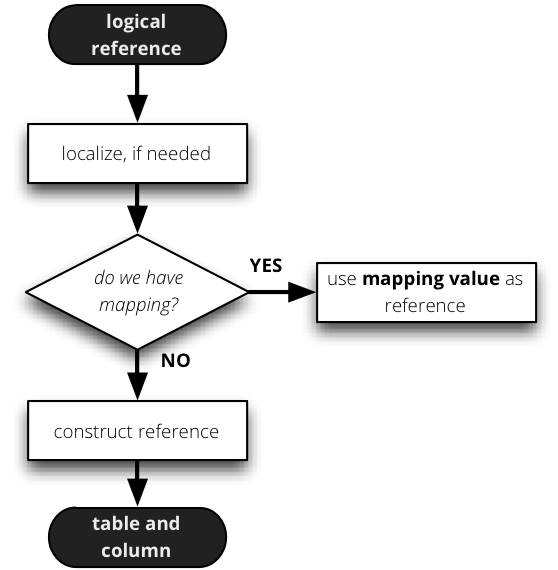 logical
reference
localize, if needed
do we have
mapping?
YES
use mapping value as
reference
NO
construct reference
table and
column